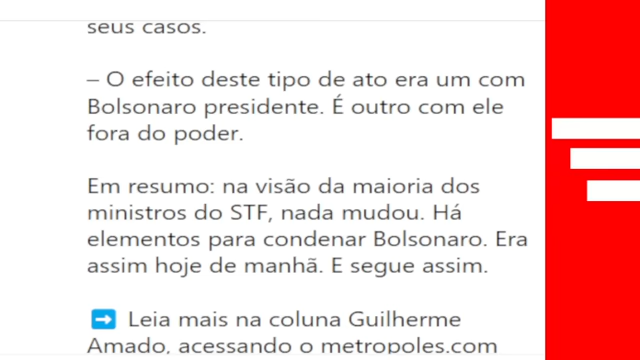 seus casos.
– O efeito deste tipo de ato era um com
Bolsonaro presidente. É outro com ele
fora do poder.
Em resumo: na visão da maioria dos
ministros do STF, nada mudou. Há
elementos para condenar Bolsonaro. Era
assim hoje de manhã. E segue assim.
➡️ Leia mais na coluna Guilherme
Amado, acessando o metropoles.com